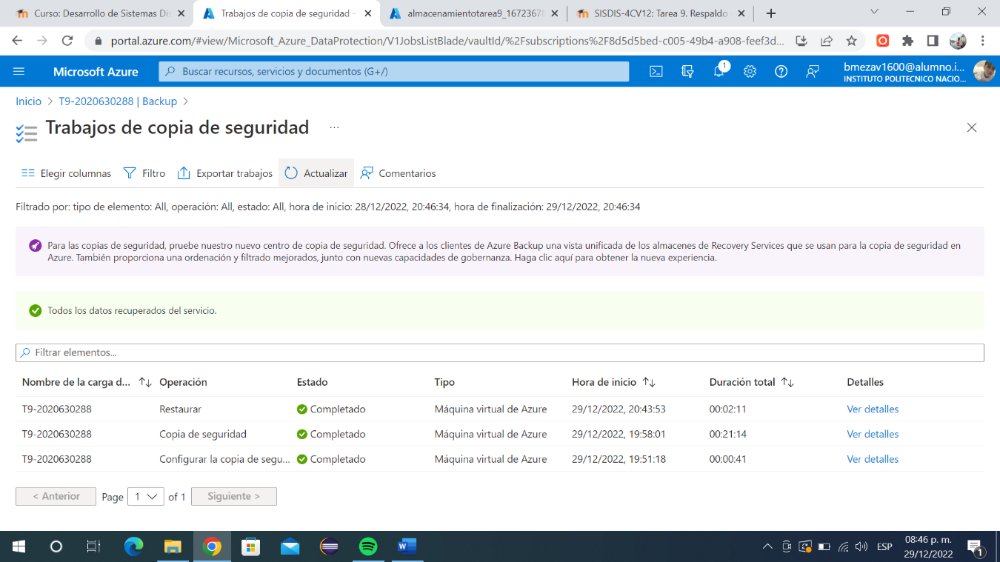 Curso: Desarrollo de Sistemas Dis
Trabajos de copia de seguridad -
almacenamientotarea9_1672367
SISDIS-4CV12: Tarea 9. Respaldo
portal.azure.com/#view/Microsoft_Azure_DataProtection/V1JobsListBlade/vaultId/%2Fsubscriptions%2F8d5d5bed-c005-49b4-a908-feef3d...
Microsoft Azure
Buscar recursos, servicios y documentos (G+/)
1
bmezav1600@alumno.i...
INSTITUTO POLITECNICO NACIO...
Inicio > T9-2020630288 | Backup >
Trabajos de copia de seguridad ...
Elegir columnas Filtro Exportar trabajos Actualizar Comentarios
Filtrado por: tipo de elemento: All, operación: All, estado: All, hora de inicio: 28/12/2022, 20:46:34, hora de finalización: 29/12/2022, 20:46:34
Para las copias de seguridad, pruebe nuestro nuevo centro de copia de seguridad. Ofrece a los clientes de Azure Backup una vista unificada de los almacenes de Recovery Services que se usan para la copia de seguridad en
Azure. También proporciona una ordenación y filtrado mejorados, junto con nuevas capacidades de gobernanza. Haga clic aquí para obtener la nueva experiencia.
Todos los datos recuperados del servicio.
Filtrar elementos...
Nombre de la carga d... Operación Estado Tipo Hora de inicio Duración total Detalles
T9-2020630288 Restaurar Completado Máquina virtual de Azure 29/12/2022, 20:43:53 00:02:11 Ver detalles
T9-2020630288 Copia de seguridad Completado Máquina virtual de Azure 29/12/2022, 19:58:01 00:21:14 Ver detalles
T9-2020630288 Configurar la copia de segu... Completado Máquina virtual de Azure 29/12/2022, 19:51:18 00:00:41 Ver detalles
< Anterior Page 1 of 1 Siguiente >
ESP
08:46 p. m.
29/12/2022
1